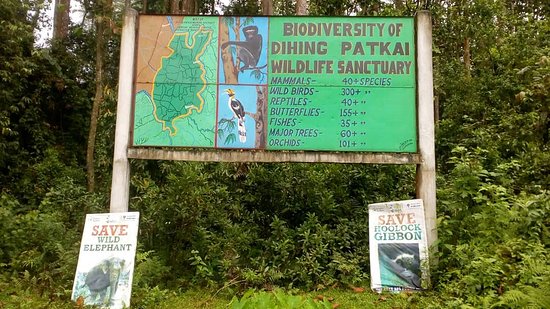 BIODIVERSITY OF
DIHING PATKAI
WILDLIFE SANCTUARY
MAMMALS- 40+SPECIES
WILD BIRDS- 300+ ,,
REPTILES- 40+ ,,
BUTTERFLIES- 155+ ,,
FISHES- 35+ ,,
MAJOR TREES- 60+ ,,
ORCHIDS- 101+ ,,
SAVE
WILD
ELEPHANT
SAVE
HOOLOCK
GIBBON